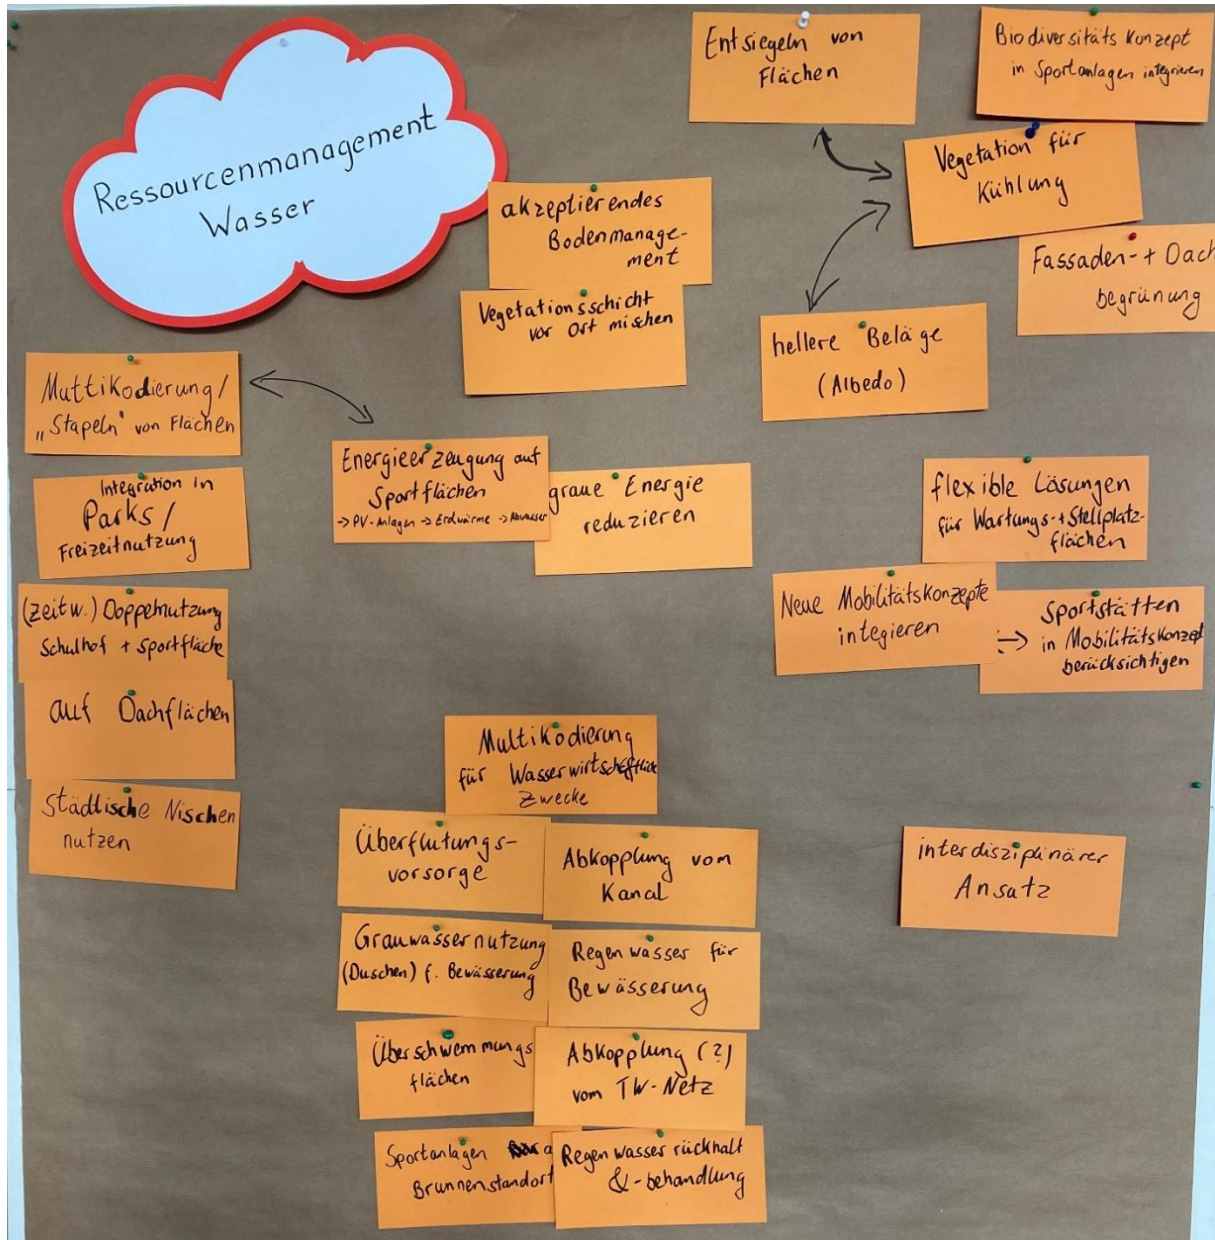 Ressourcenmanagement
Wasser
Entsiegeln von
Flächen
Biodiversitäts Konzept
in Sportanlagen integrieren
Vegetation für
Kühlung
Fassaden- + Dach
begrünung
akzeptierendes
Bodenmanage-
ment
Vegetationsschicht
vor Ort mischen
hellere Beläge
(Albedo)
Multikodierung/
„Stapeln" von Flächen
Integration in
Parks/
Freizeitnutzung
(zeitw.) Doppelnutzung
Schulhof + Sportfläche
auf Dachflächen
städtische Nischen
nutzen
Energieerzeugung auf
Sportflächen
-> PV-Anlagen -> Erdwärme -> Abwasser
graue Energie
reduzieren
flexible Lösungen
für Wartungs- + Stellplatz-
flächen
Neue Mobilitätskonzepte
integieren
-> Sportstätten
in Mobilitätskonzept
berücksichtigen
Multikodierung
für Wasserwirtschaftliche
Zwecke
Überflutungs-
vorsorge
Abkopplung vom
Kanal
Grauwassernutzung
(Duschen) f. Bewässerung
Regenwasser für
Bewässerung
Überschwemmungs
flächen
Abkopplung (?)
vom TW-Netz
Sportanlagen a
Brunnenstandort
Regenwasserrückhalt
& -behandlung
interdisziplinärer
Ansatz